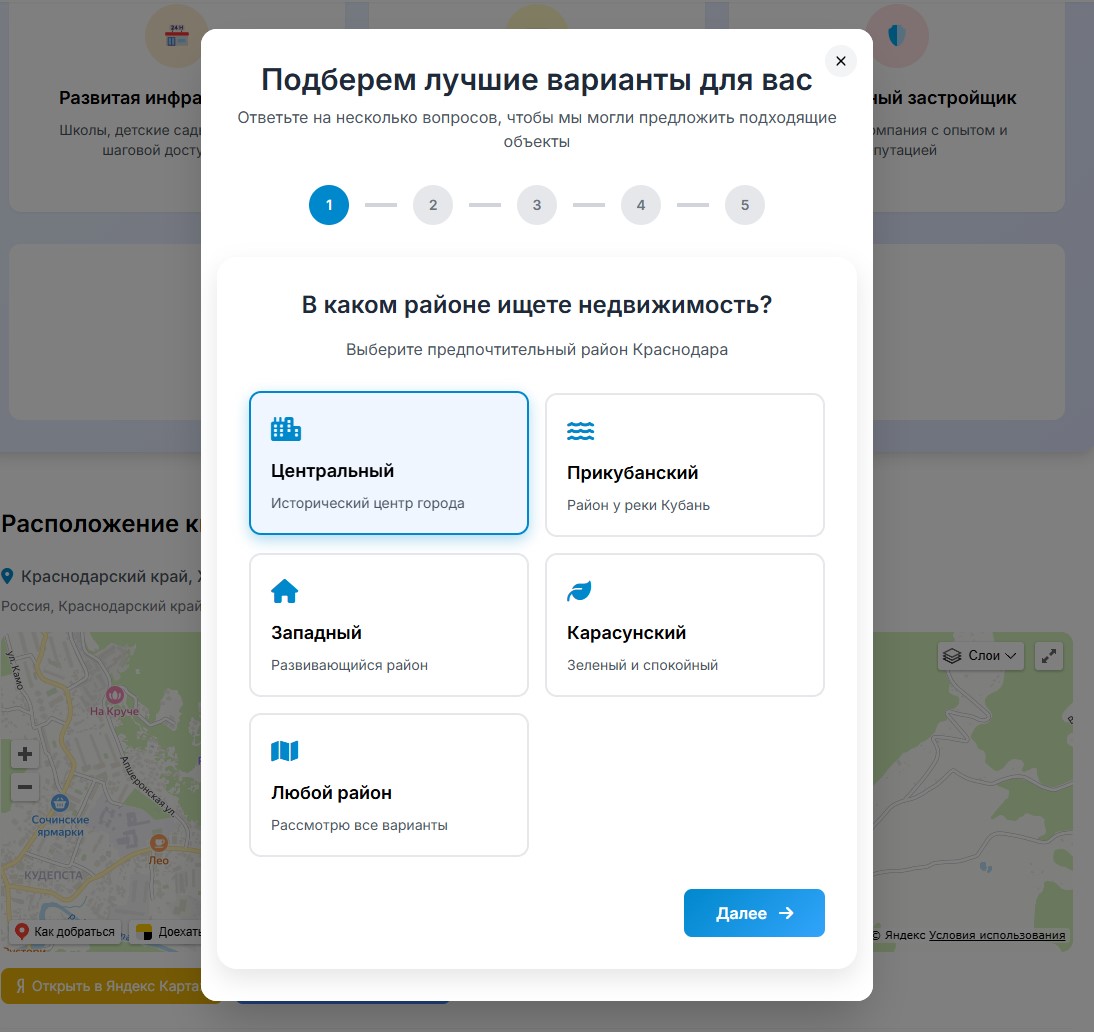 24H
Развитая инфра
Школы, детские сады
шаговой досту
ный застройщик
омпания с опытом и
путацией
Подберем лучшие варианты для вас
Ответьте на несколько вопросов, чтобы мы могли предложить подходящие
объекты
1
2
3
4
5
В каком районе ищете недвижимость?
Выберите предпочтительный район Краснодара
Центральный
Исторический центр города
Прикубанский
Район у реки Кубань
Западный
Развивающийся район
Карасунский
Зеленый и спокойный
Любой район
Рассмотрю все варианты
Далее
Расположение к
Краснодарский край,
Россия, Краснодарский край
Слои
ул. Камо
На Круче
Апшеронская ул.
Сочинские
ярмарки
Лео
КУДЕПСТА
Как добраться
Доехать
© Яндекс Условия использования
Я Открыть в Яндекс Карта